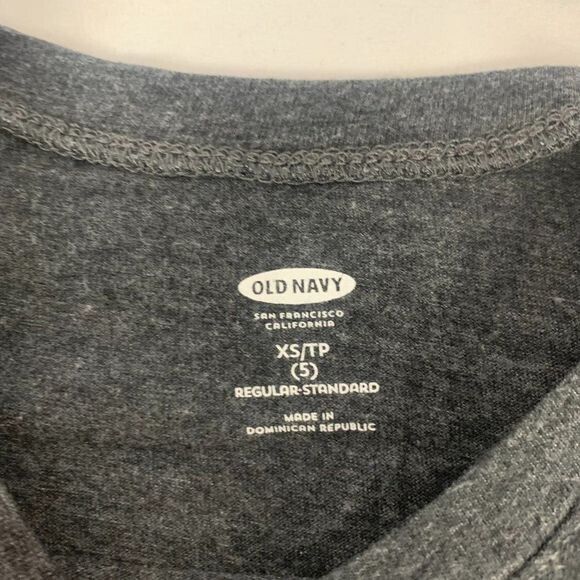 OLD NAVY
SAN FRANCISCO
CALIFORNIA
XS/TP
(5)
REGULAR-STANDARD
MADE IN
DOMINICAN REPUBLIC